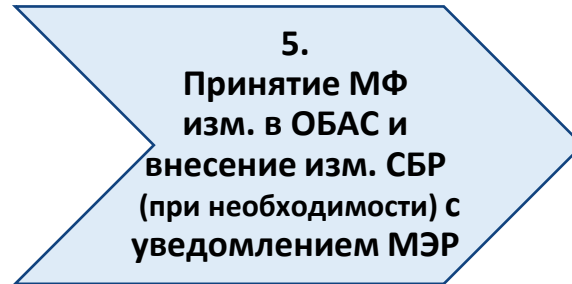 5.
Принятие МФ
изм. в ОБАС и
внесение изм. СБР
(при необходимости) с
уведомлением МЭР